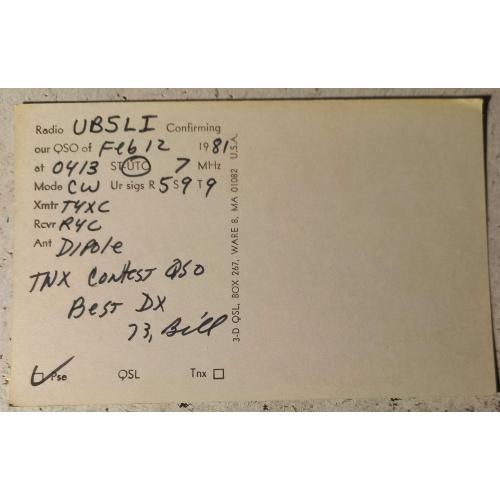 Radio UB5LI Confirming
our QSO of Feb 12 1981
at 0413 ST-UTC 7 MHz
Mode CW Ur sigs R 5 S 9 T 9
Xmtr T4XC
Rcvr R4C
Ant Dipole
TNX Contest QSO
Best DX
73, Bill
Pse QSL Tnx
3-D QSL, BOX 267, WARE 8, MA 01082 U.S.A.